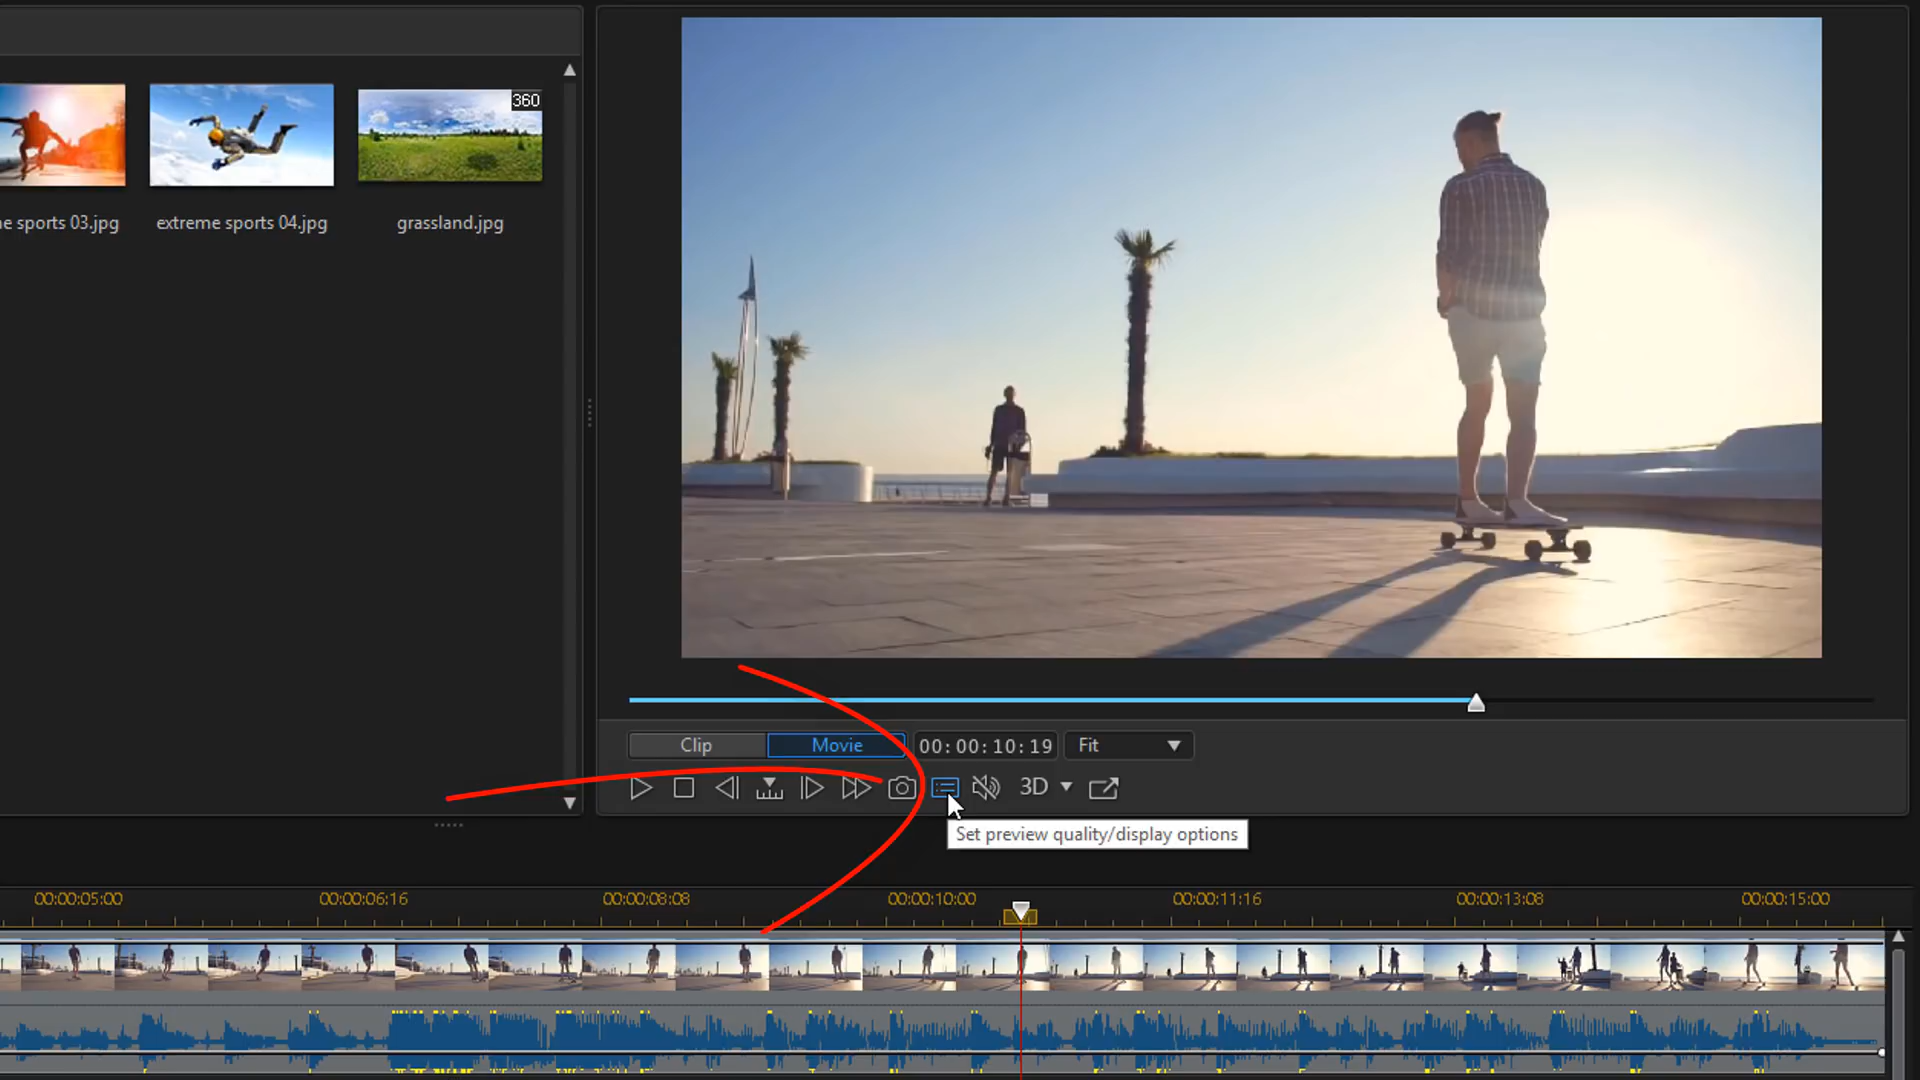 360
ne sports 03.jpg
extreme sports 04.jpg
grassland.jpg
Clip
Movie
00:00:10:19
Fit
3D
Set preview quality/display options
00:00:05:00
00:00:06:16
00:00:08:08
00:00:10:00
00:00:11:16
00:00:13:08
00:00:15:00